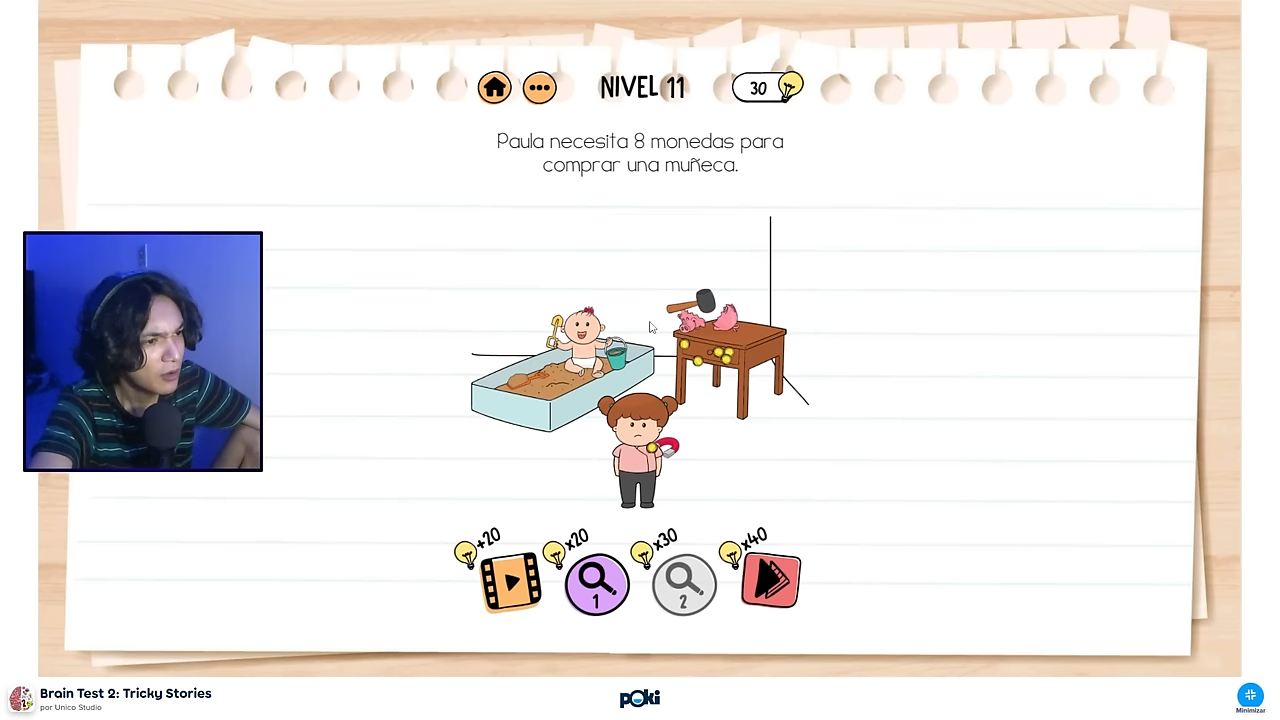 NIVEL 11
30
Paula necesita 8 monedas para
comprar una muñeca.
+20
x20
x30
x40
1
2
Brain Test 2: Tricky Stories
por Unico Studio
poki
Minimizar